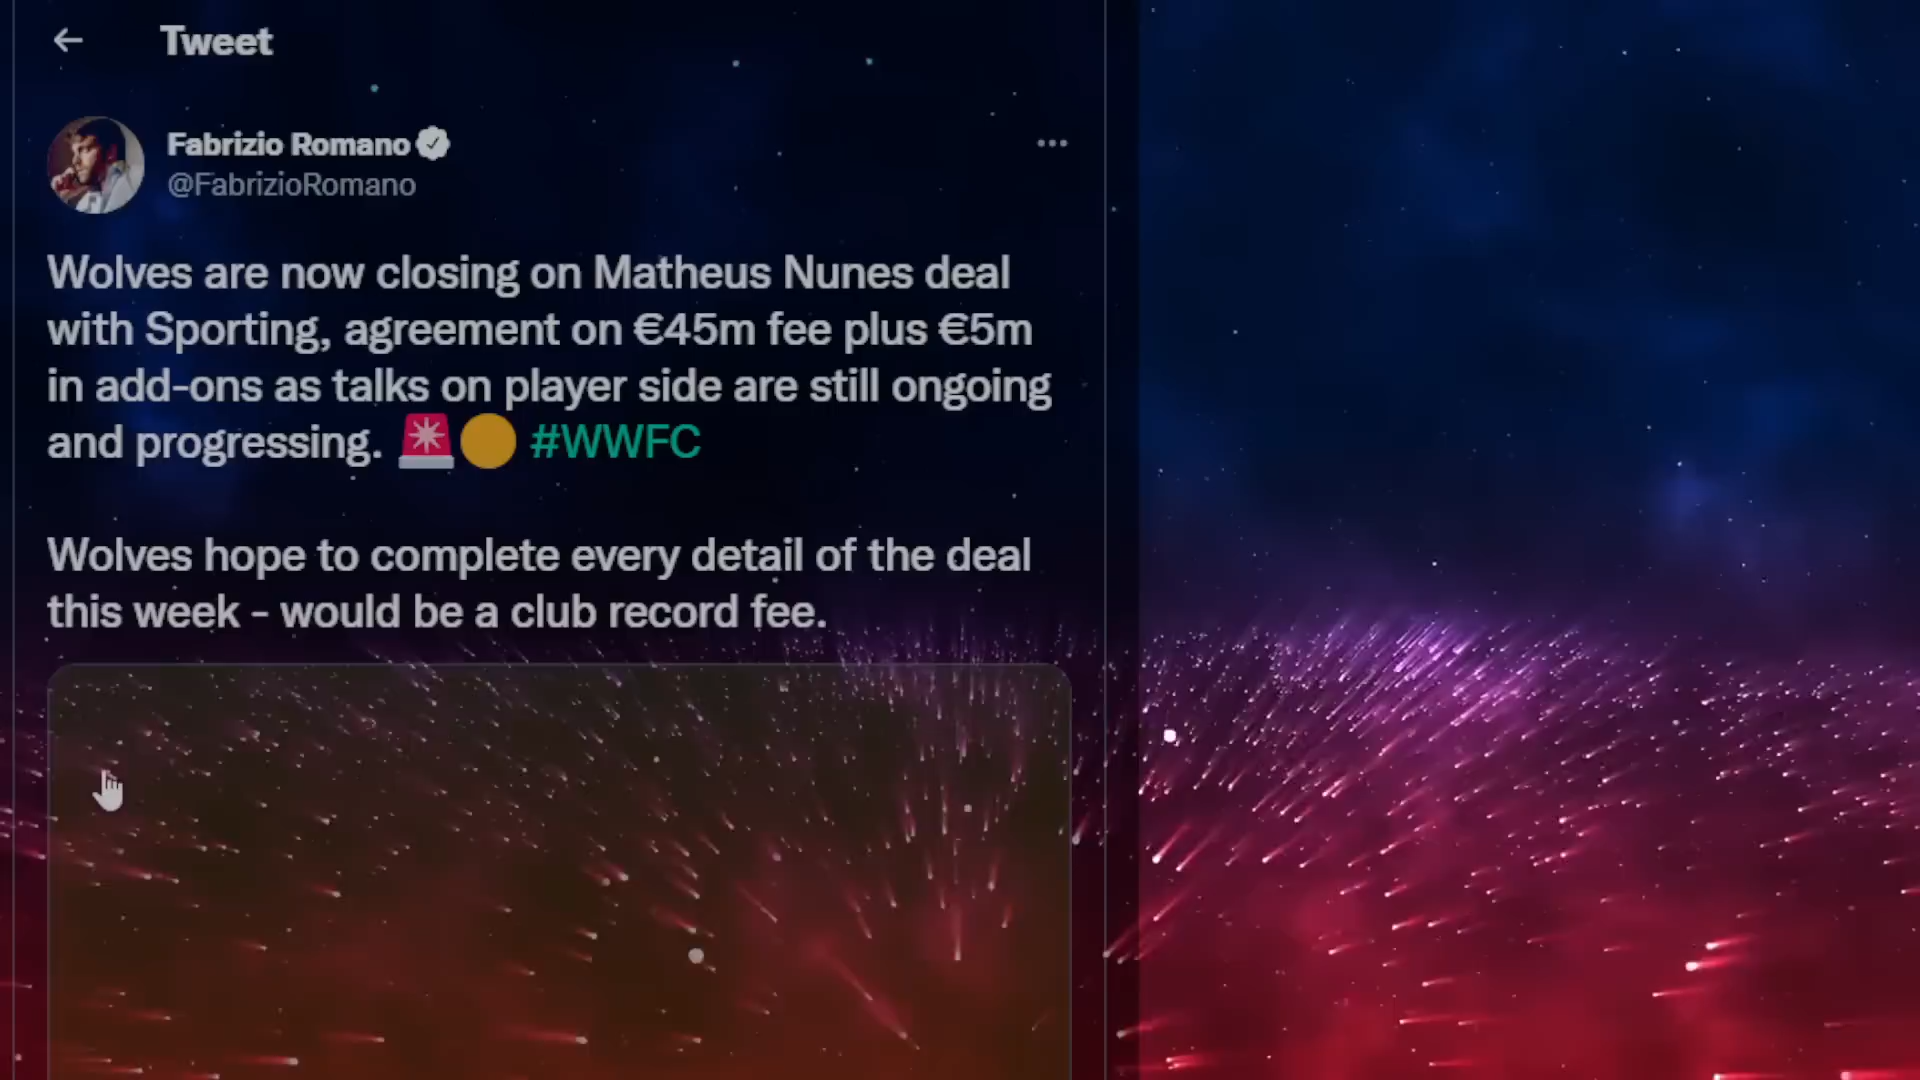 Tweet
Fabrizio Romano
@FabrizioRomano
Wolves are now closing on Matheus Nunes deal
with Sporting, agreement on €45m fee plus €5m
in add-ons as talks on player side are still ongoing
and progressing. 🚨🟠 #WWFC
Wolves hope to complete every detail of the deal
this week - would be a club record fee.